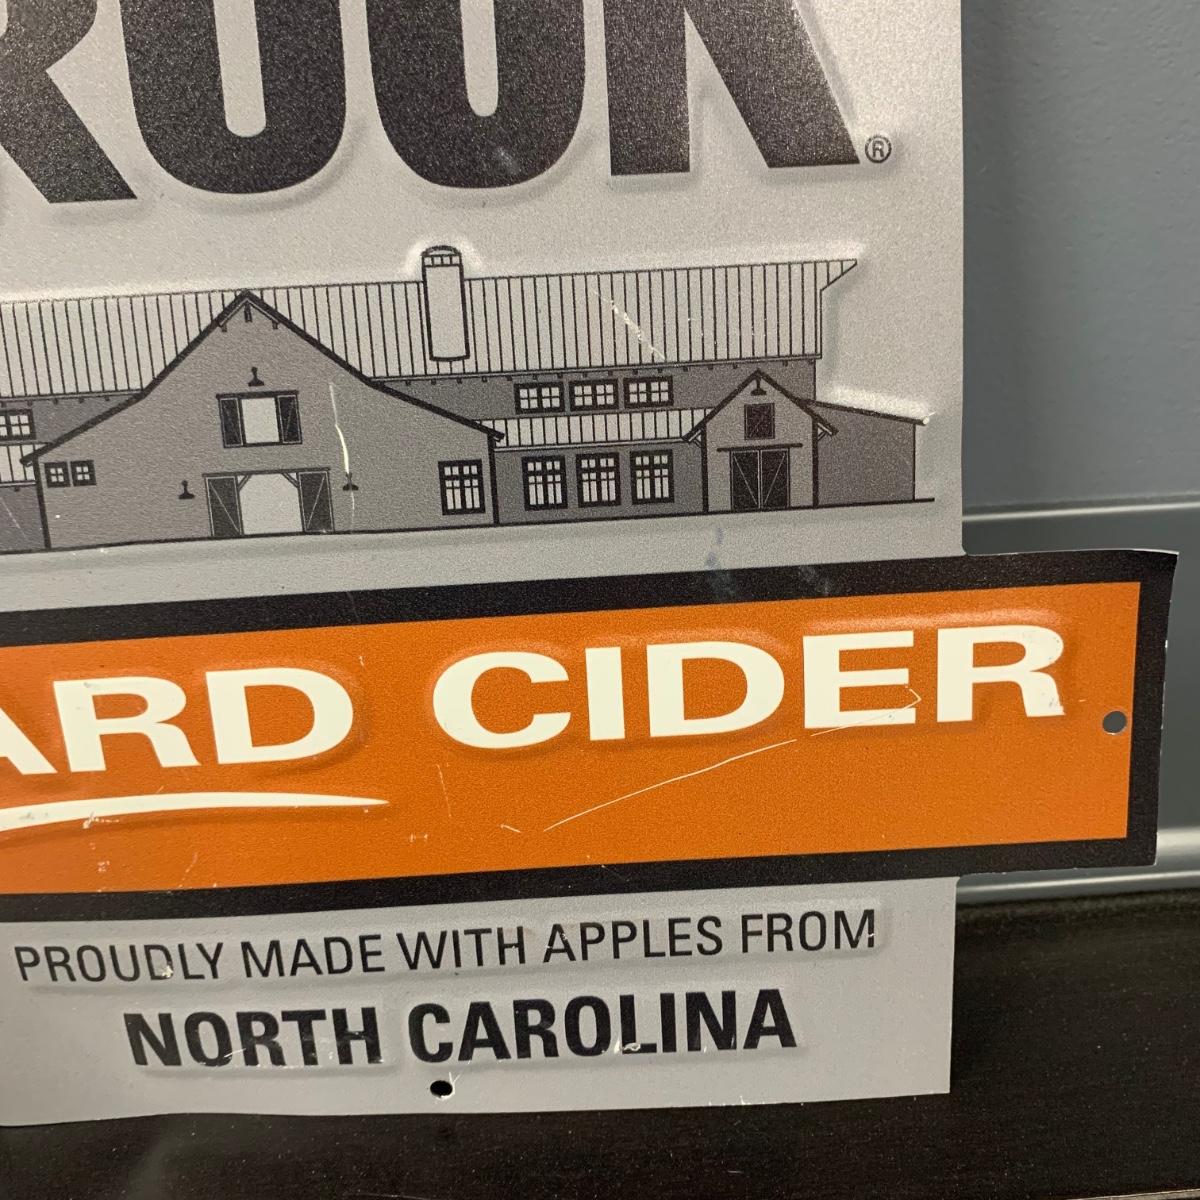 ROOK®
ARD CIDER
PROUDLY MADE WITH APPLES FROM
NORTH CAROLINA